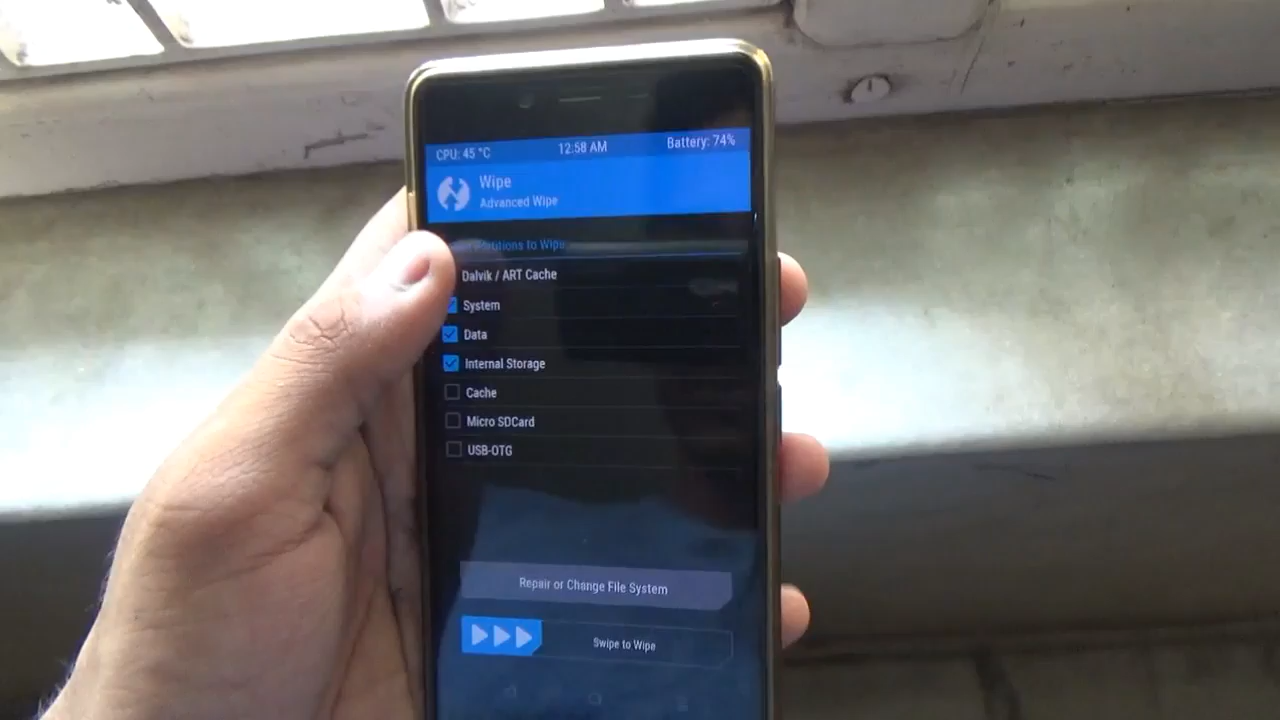 CPU: 45 °C 12:58 AM Battery: 74%
Wipe
Advanced Wipe
Partitions to Wipe
Dalvik / ART Cache
System
Data
Internal Storage
Cache
Micro SDCard
USB-OTG
Repair or Change File System
Swipe to Wipe